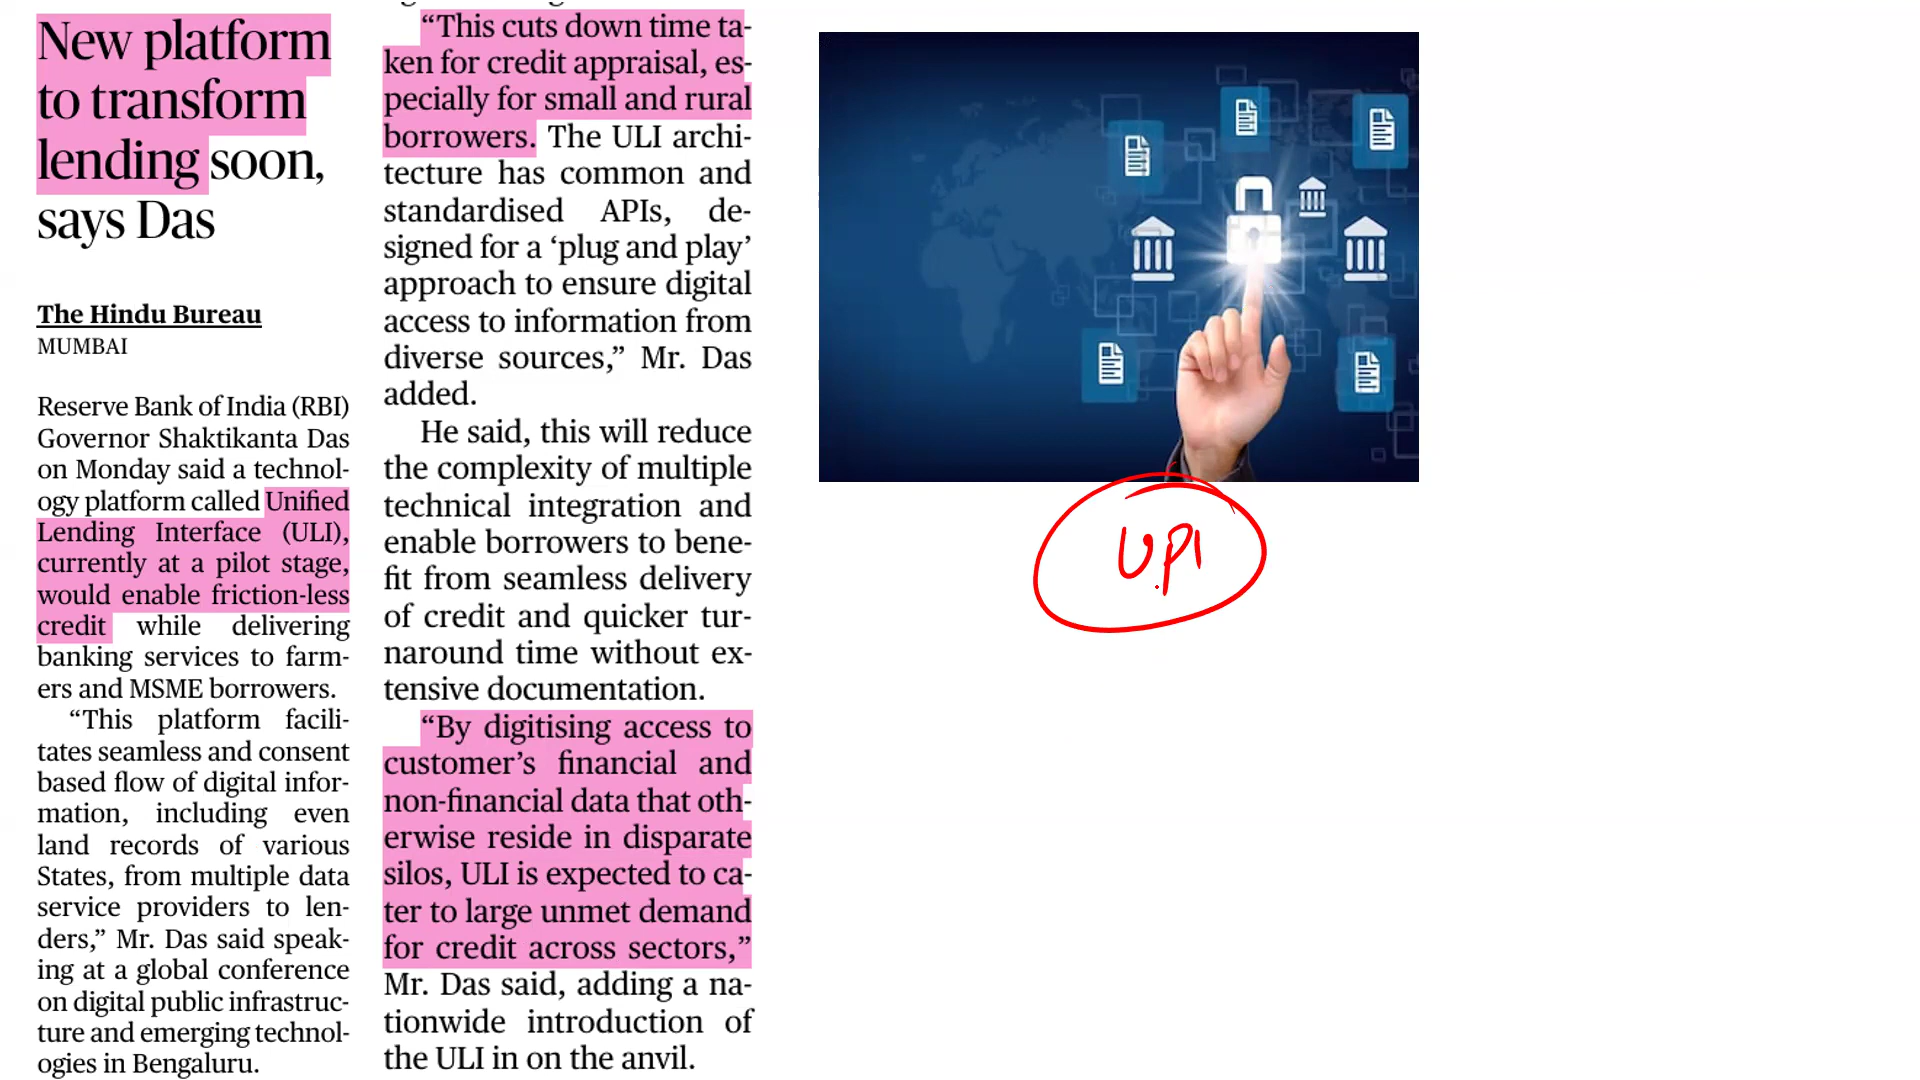 New platform
to transform
lending soon,
says Das
The Hindu Bureau
MUMBAI
Reserve Bank of India (RBI)
Governor Shaktikanta Das
on Monday said a technol-
ogy platform called Unified
Lending Interface (ULI),
currently at a pilot stage,
would enable friction-less
credit while delivering
banking services to farm-
ers and MSME borrowers.
“This platform facili-
tates seamless and consent
based flow of digital infor-
mation, including even
land records of various
States, from multiple data
service providers to len-
ders,” Mr. Das said speak-
ing at a global conference
on digital public infrastruc-
ture and emerging technol-
ogies in Bengaluru.
“This cuts down time ta-
ken for credit appraisal, es-
pecially for small and rural
borrowers. The ULI archi-
tecture has common and
standardised APIs, de-
signed for a ‘plug and play’
approach to ensure digital
access to information from
diverse sources,” Mr. Das
added.
He said, this will reduce
the complexity of multiple
technical integration and
enable borrowers to bene-
fit from seamless delivery
of credit and quicker tur-
naround time without ex-
tensive documentation.
“By digitising access to
customer’s financial and
non-financial data that oth-
erwise reside in disparate
silos, ULI is expected to ca-
ter to large unmet demand
for credit across sectors,”
Mr. Das said, adding a na-
tionwide introduction of
the ULI in on the anvil.
UPI